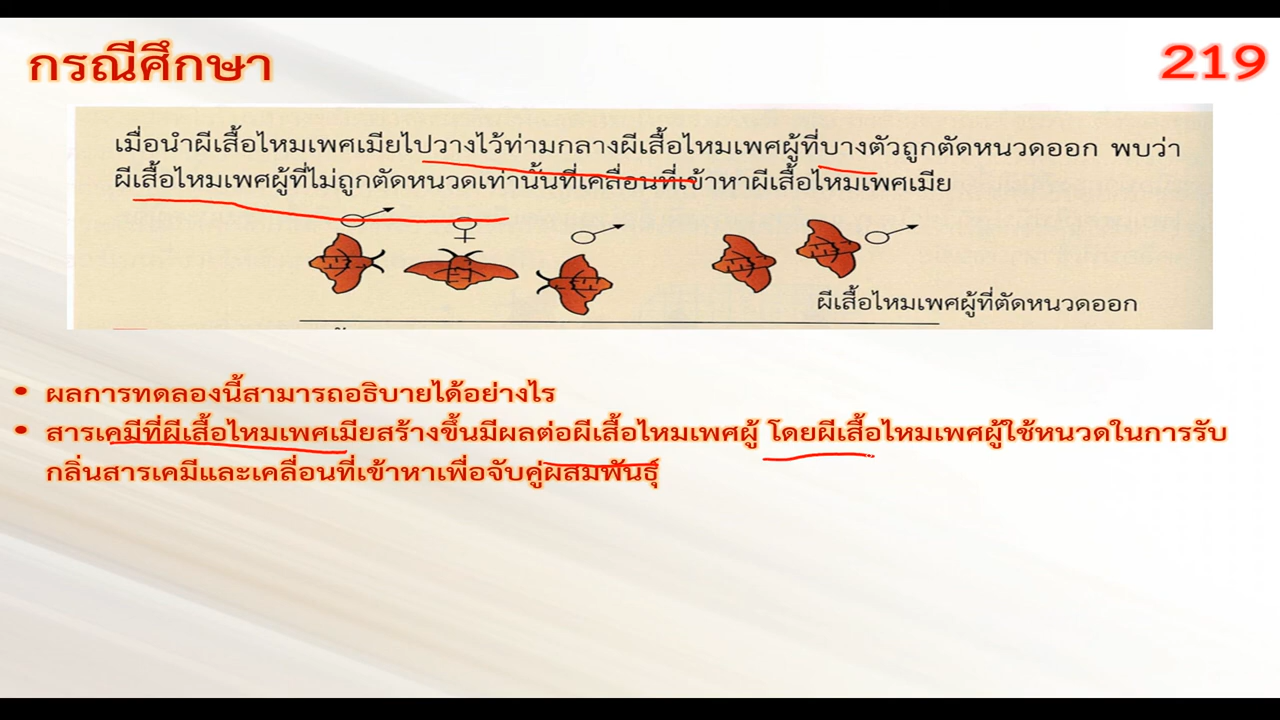 กรณีศึกษา
219
เมื่อนำผีเสื้อไหมเพศเมียไปวางไว้ท่ามกลางผีเสื้อไหมเพศผู้ที่บางตัวถูกตัดหนวดออก พบว่า
ผีเสื้อไหมเพศผู้ที่ไม่ถูกตัดหนวดเท่านั้นที่เคลื่อนที่เข้าหาผีเสื้อไหมเพศเมีย
ผีเสื้อไหมเพศผู้ที่ตัดหนวดออก
• ผลการทดลองนี้สามารถอธิบายได้อย่างไร
• สารเคมีที่ผีเสื้อไหมเพศเมียสร้างขึ้นมีผลต่อผีเสื้อไหมเพศผู้ โดยผีเสื้อไหมเพศผู้ใช้หนวดในการรับ
กลิ่นสารเคมีและเคลื่อนที่เข้าหาเพื่อจับคู่ผสมพันธุ์